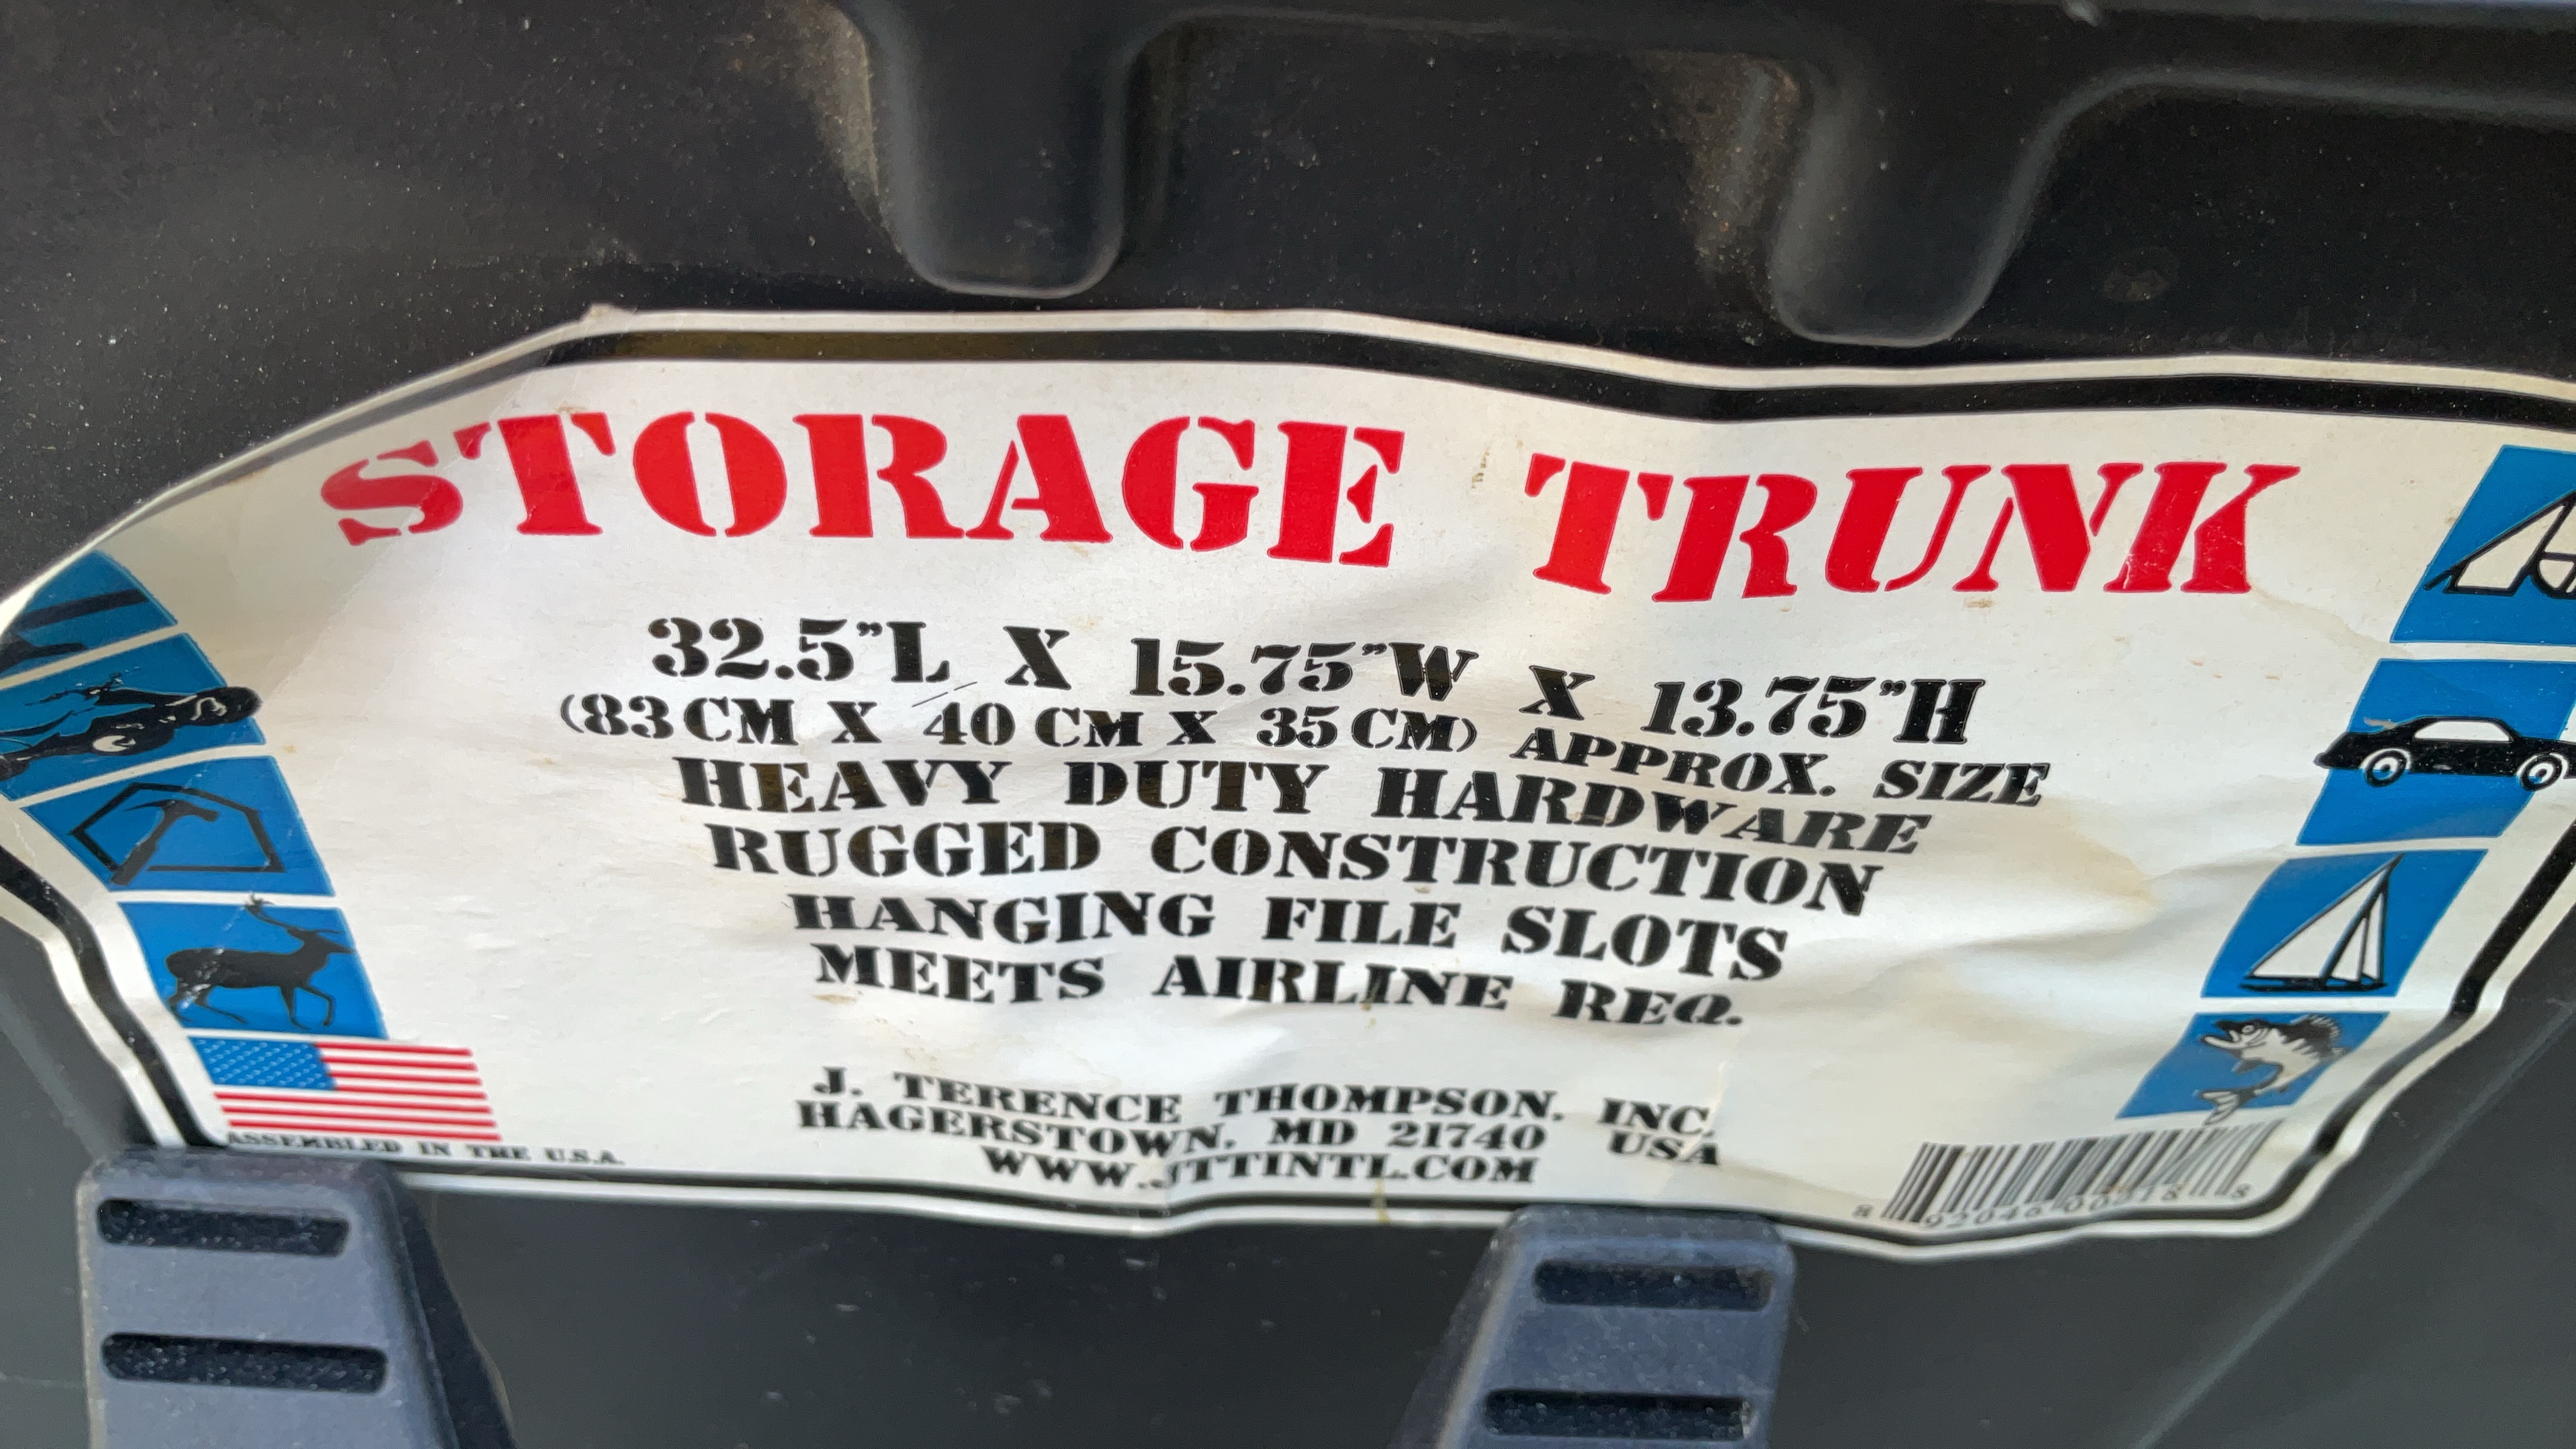 STORAGE TRUNK
32.5"L X 15.75"W X 13.75"H
(83CM X 40 CM X 35CM) APPROX. SIZE
HEAVY DUTY HARDWARE
RUGGED CONSTRUCTION
HANGING FILE SLOTS
MEETS AIRLINE REQ.
J. TERENCE THOMPSON, INC.
HAGERSTOWN, MD 21740 USA
WWW.JTTINTL.COM
ASSEMBLED IN THE U.S.A.